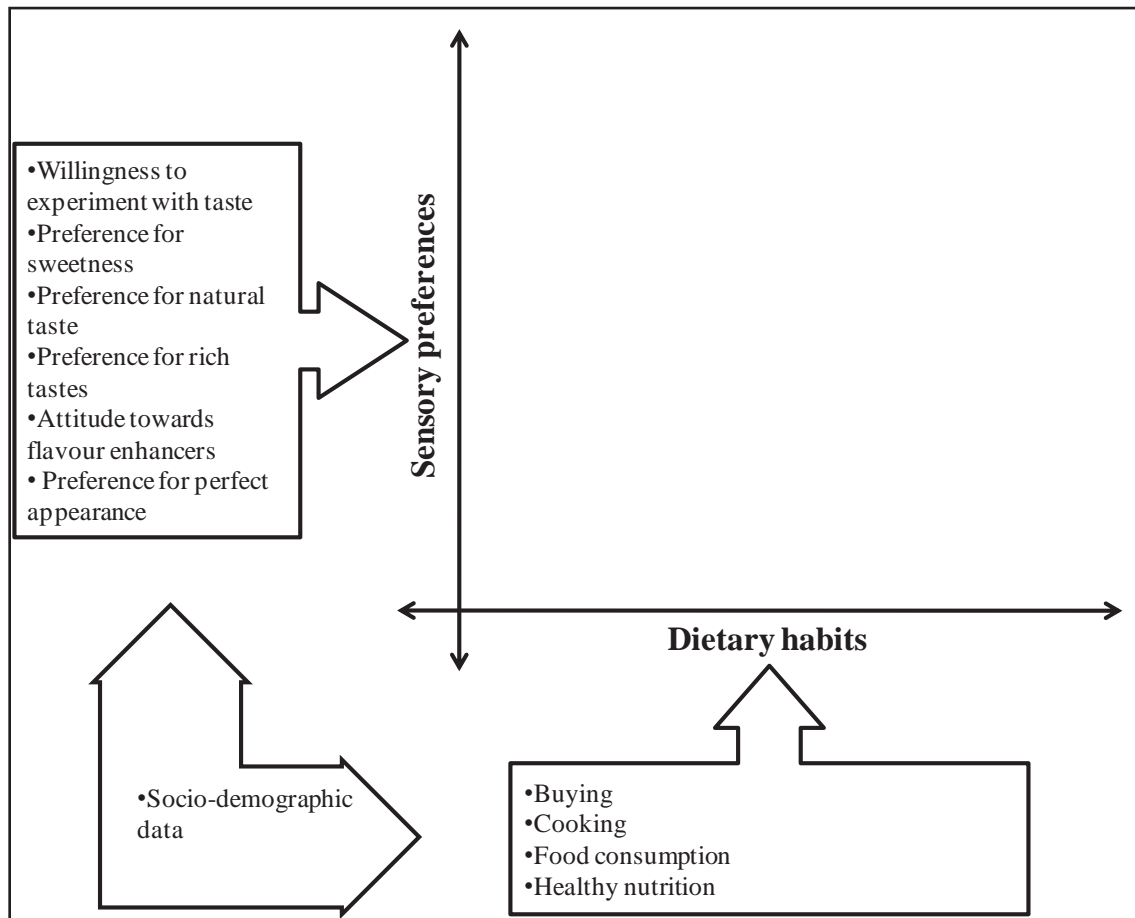 •Willingness to
experiment with taste
•Preference for
sweetness
•Preference for natural
taste
•Preference for rich
tastes
•Attitude towards
flavour enhancers
• Preference for perfect
appearance
Sensory preferences
Dietary habits
•Socio-demographic
data
•Buying
•Cooking
•Food consumption
•Healthy nutrition